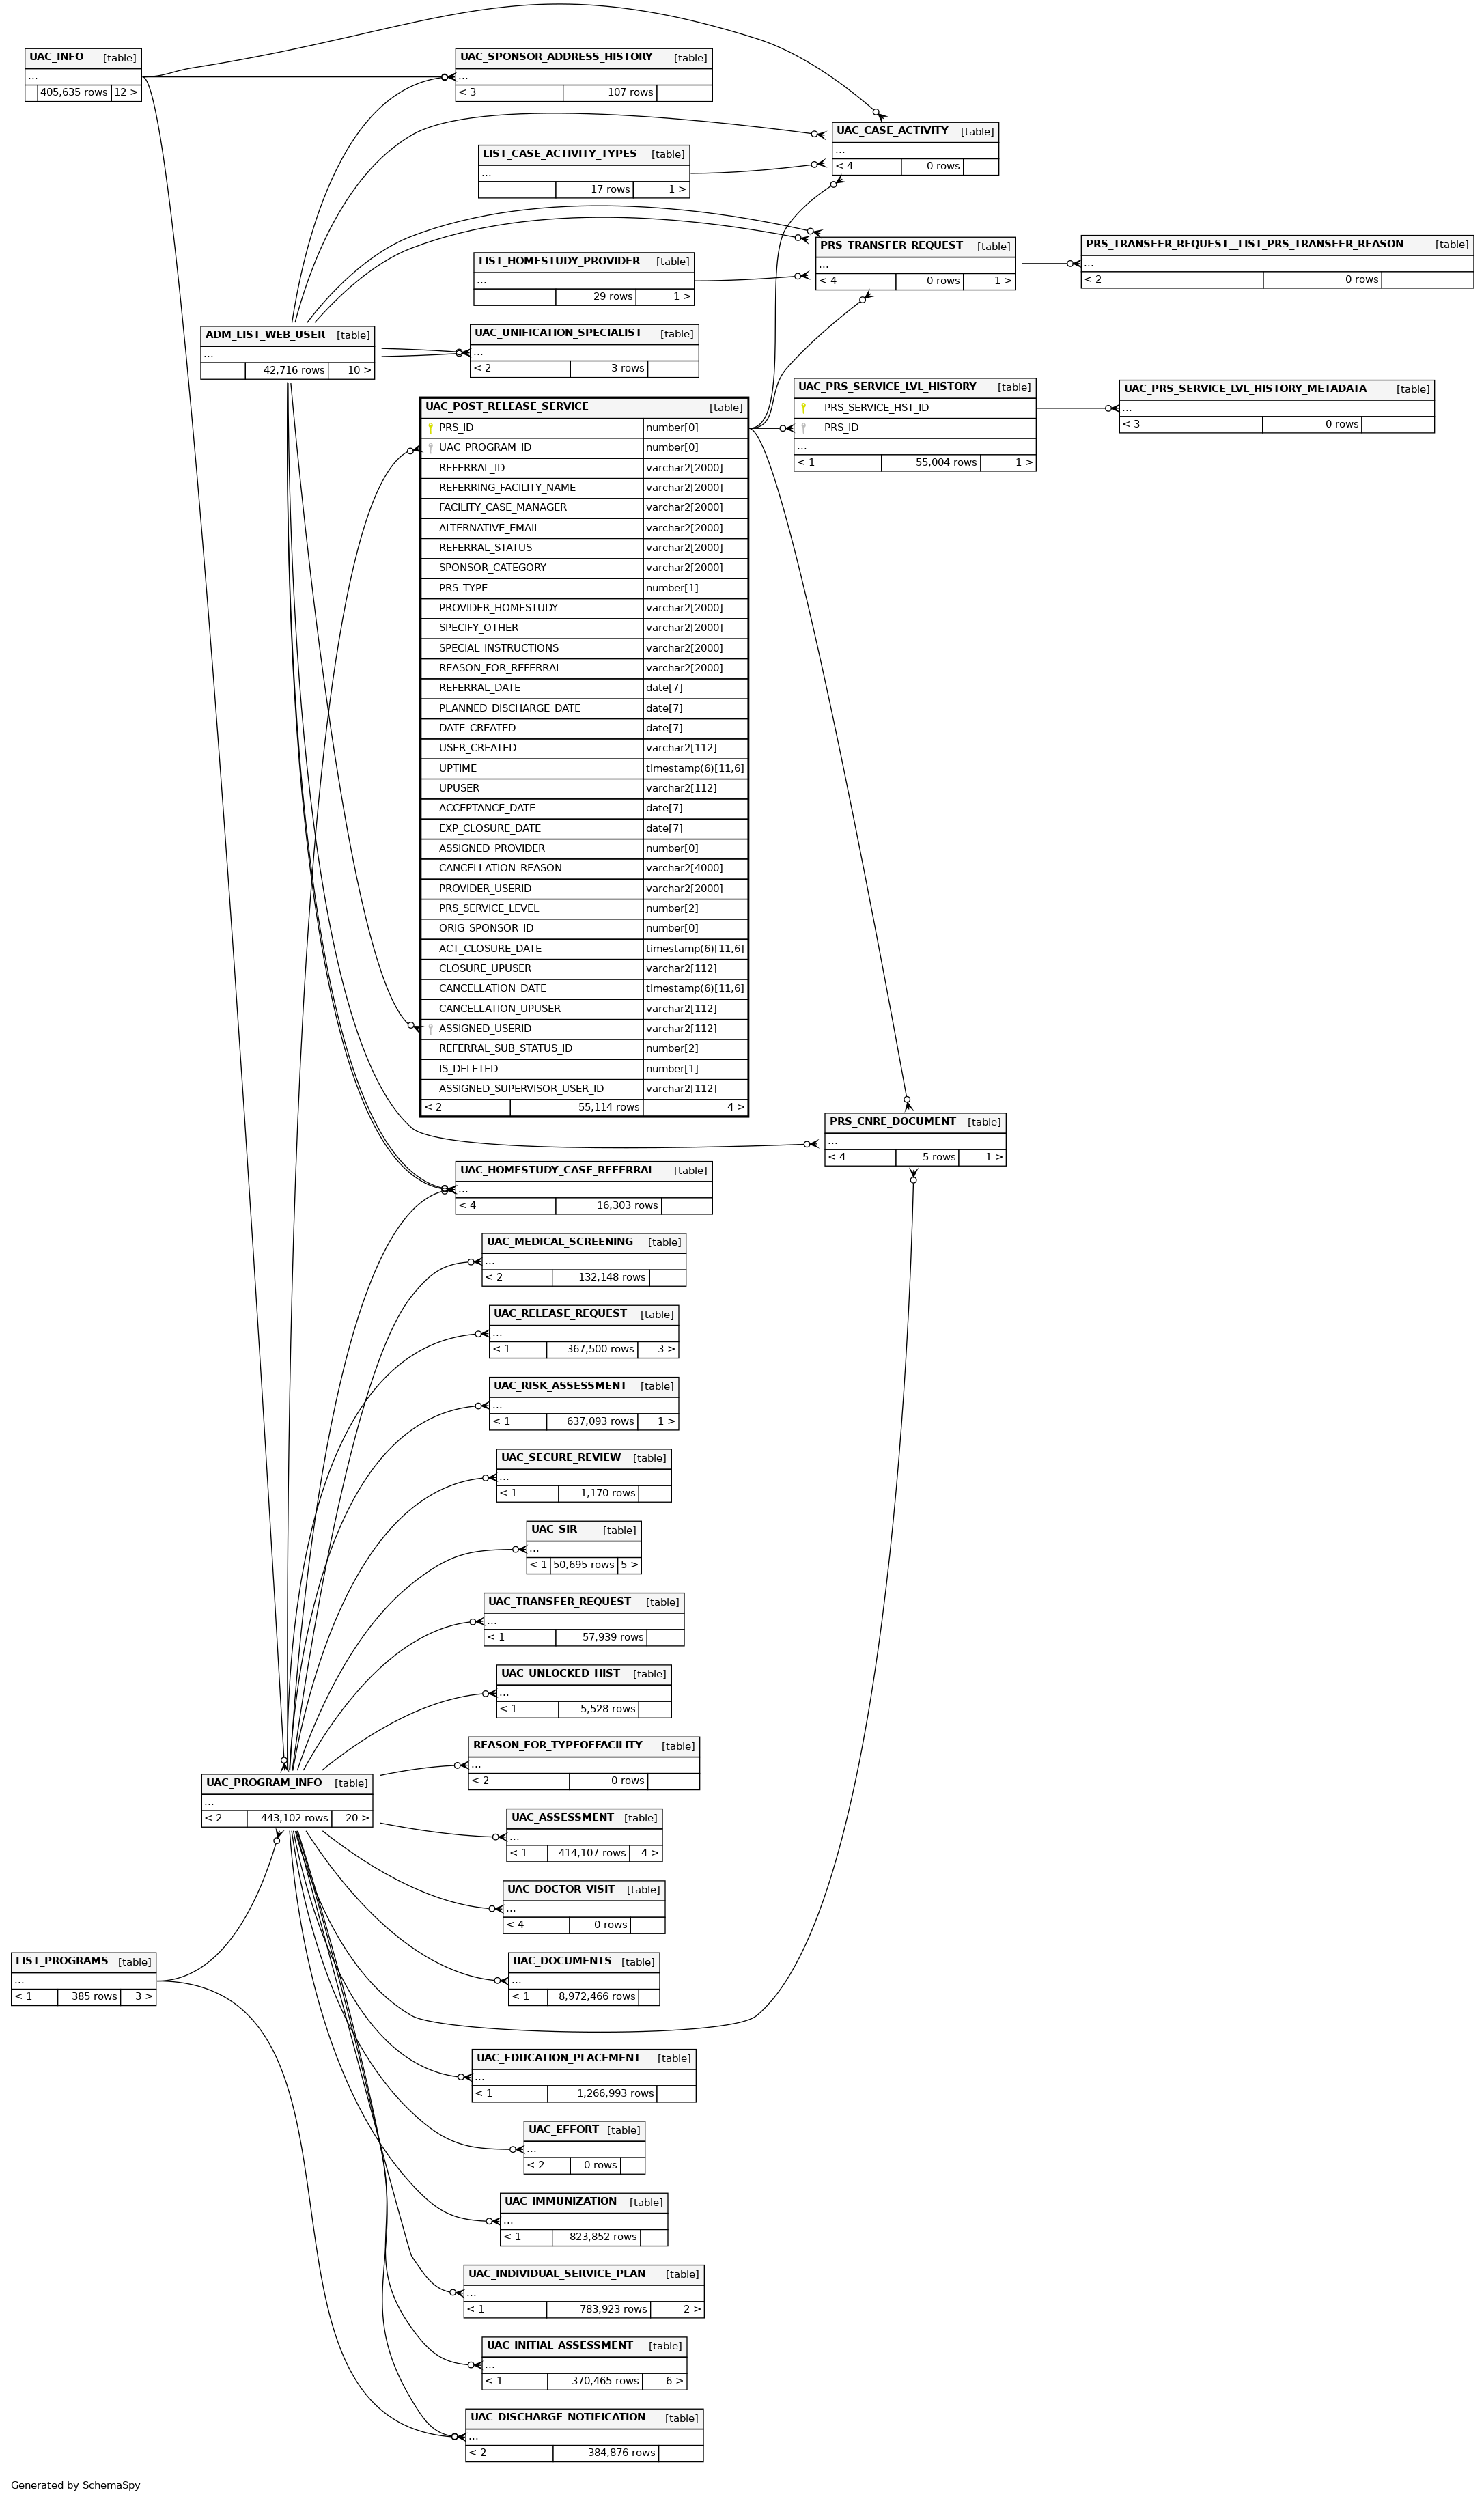 UAC_INFO [table]
...
405,635 rows 12 >
UAC_SPONSOR_ADDRESS_HISTORY [table]
...
< 3 107 rows
UAC_CASE_ACTIVITY [table]
...
< 4 0 rows
LIST_CASE_ACTIVITY_TYPES [table]
...
17 rows 1 >
PRS_TRANSFER_REQUEST [table]
...
< 4 0 rows 1 >
PRS_TRANSFER_REQUEST__LIST_PRS_TRANSFER_REASON [table]
...
< 2 0 rows
LIST_HOMESTUDY_PROVIDER [table]
...
29 rows 1 >
ADM_LIST_WEB_USER [table]
...
42,716 rows 10 >
UAC_UNIFICATION_SPECIALIST [table]
...
< 2 3 rows
UAC_PRS_SERVICE_LVL_HISTORY [table]
PRS_SERVICE_HST_ID
PRS_ID
...
< 1 55,004 rows 1 >
UAC_PRS_SERVICE_LVL_HISTORY_METADATA [table]
...
< 3 0 rows
UAC_POST_RELEASE_SERVICE [table]
PRS_ID number[0]
UAC_PROGRAM_ID number[0]
REFERRAL_ID varchar2[2000]
REFERRING_FACILITY_NAME varchar2[2000]
FACILITY_CASE_MANAGER varchar2[2000]
ALTERNATIVE_EMAIL varchar2[2000]
REFERRAL_STATUS varchar2[2000]
SPONSOR_CATEGORY varchar2[2000]
PRS_TYPE number[1]
PROVIDER_HOMESTUDY varchar2[2000]
SPECIFY_OTHER varchar2[2000]
SPECIAL_INSTRUCTIONS varchar2[2000]
REASON_FOR_REFERRAL varchar2[2000]
REFERRAL_DATE date[7]
PLANNED_DISCHARGE_DATE date[7]
DATE_CREATED date[7]
USER_CREATED varchar2[112]
UPTIME timestamp(6)[11,6]
UPUSER varchar2[112]
ACCEPTANCE_DATE date[7]
EXP_CLOSURE_DATE date[7]
ASSIGNED_PROVIDER number[0]
CANCELLATION_REASON varchar2[4000]
PROVIDER_USERID varchar2[2000]
PRS_SERVICE_LEVEL number[2]
ORIG_SPONSOR_ID number[0]
ACT_CLOSURE_DATE timestamp(6)[11,6]
CLOSURE_UPUSER varchar2[112]
CANCELLATION_DATE timestamp(6)[11,6]
CANCELLATION_UPUSER varchar2[112]
ASSIGNED_USERID varchar2[112]
REFERRAL_SUB_STATUS_ID number[2]
IS_DELETED number[1]
ASSIGNED_SUPERVISOR_USER_ID varchar2[112]
< 2 55,114 rows 4 >
PRS_CNRE_DOCUMENT [table]
...
< 4 5 rows 1 >
UAC_HOMESTUDY_CASE_REFERRAL [table]
...
< 4 16,303 rows
UAC_MEDICAL_SCREENING [table]
...
< 2 132,148 rows
UAC_RELEASE_REQUEST [table]
...
< 1 367,500 rows 3 >
UAC_RISK_ASSESSMENT [table]
...
< 1 637,093 rows 1 >
UAC_SECURE_REVIEW [table]
...
< 1 1,170 rows
UAC_SIR [table]
...
< 1 50,695 rows 5 >
UAC_TRANSFER_REQUEST [table]
...
< 1 57,939 rows
UAC_UNLOCKED_HIST [table]
...
< 1 5,528 rows
REASON_FOR_TYPEOFFACILITY [table]
...
< 2 0 rows
UAC_PROGRAM_INFO [table]
...
< 2 443,102 rows 20 >
UAC_ASSESSMENT [table]
...
< 1 414,107 rows 4 >
UAC_DOCTOR_VISIT [table]
...
< 4 0 rows
LIST_PROGRAMS [table]
...
< 1 385 rows 3 >
UAC_DOCUMENTS [table]
...
< 1 8,972,466 rows
UAC_EDUCATION_PLACEMENT [table]
...
< 1 1,266,993 rows
UAC_EFFORT [table]
...
< 2 0 rows
UAC_IMMUNIZATION [table]
...
< 1 823,852 rows
UAC_INDIVIDUAL_SERVICE_PLAN [table]
...
< 1 783,923 rows 2 >
UAC_INITIAL_ASSESSMENT [table]
...
< 1 370,465 rows 6 >
UAC_DISCHARGE_NOTIFICATION [table]
...
< 2 384,876 rows
Generated by SchemaSpy